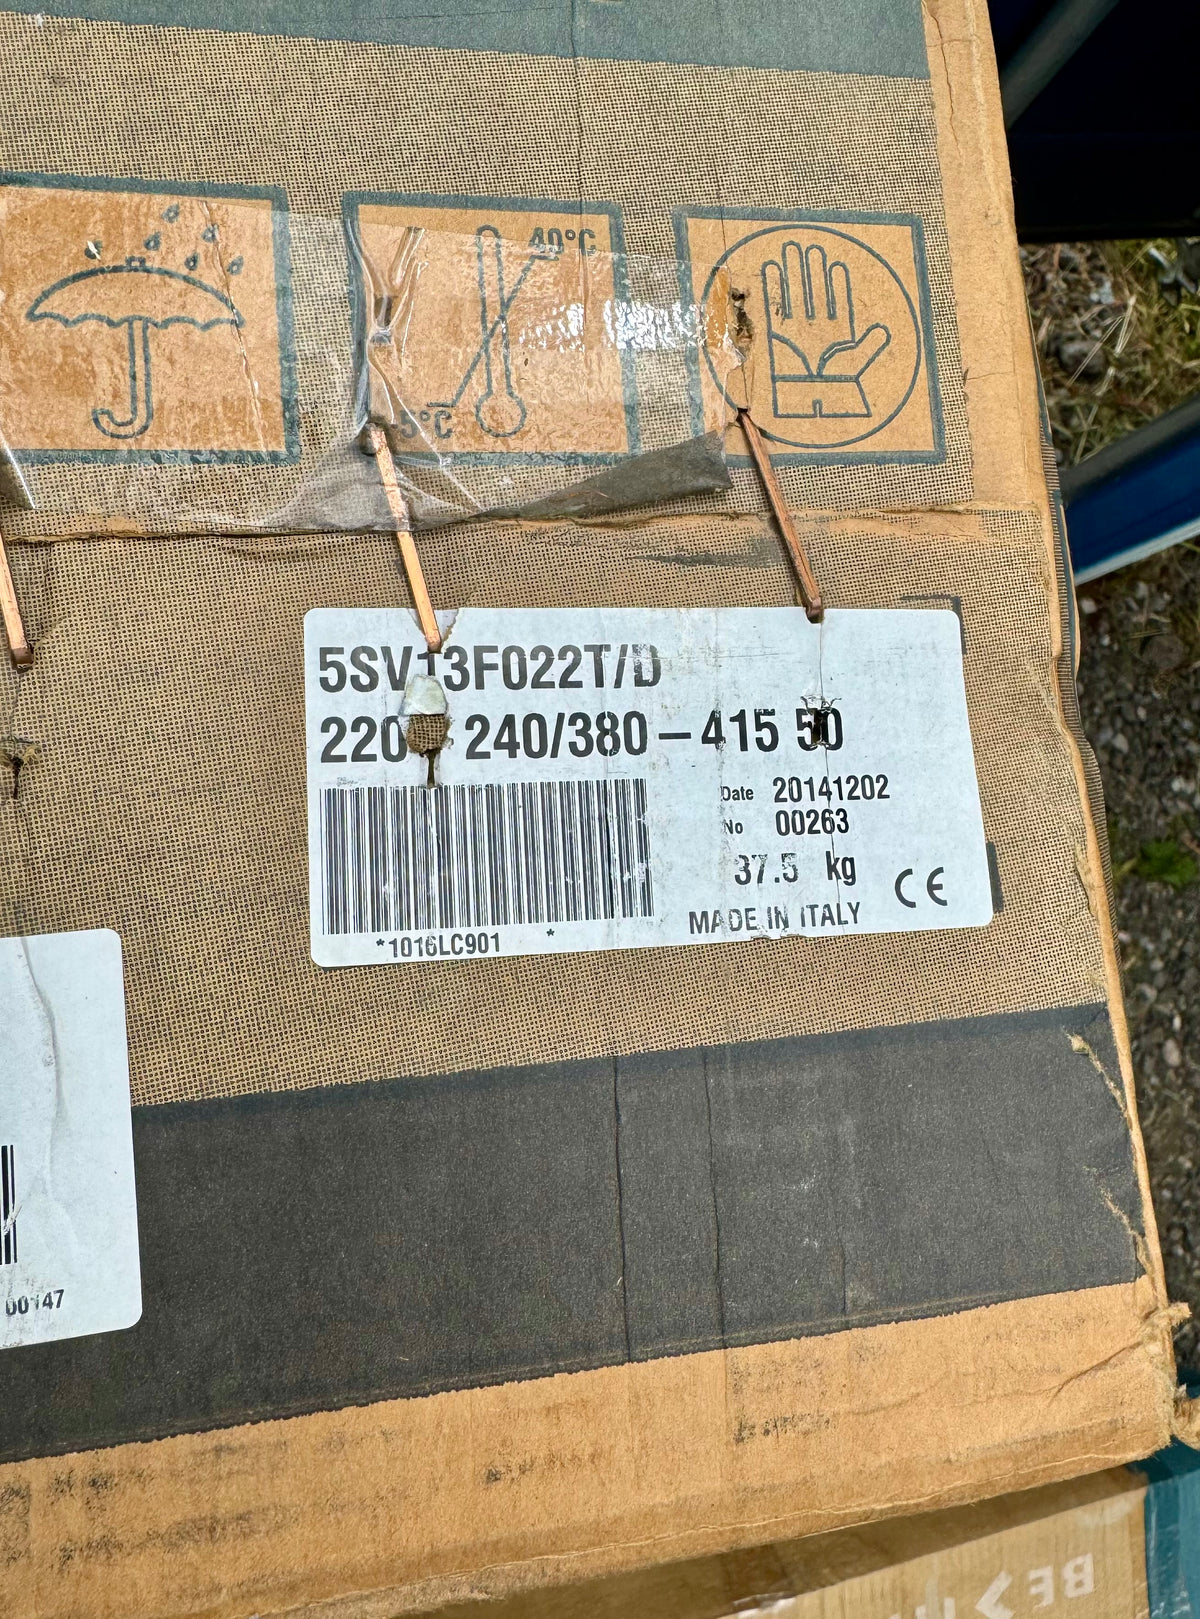 40°C
-5°C
5SV13F022T/D
220 240/380-415 50
Date 20141202
No 00263
37.5 kg
CE
MADE IN ITALY
*1016LC901 *
00147